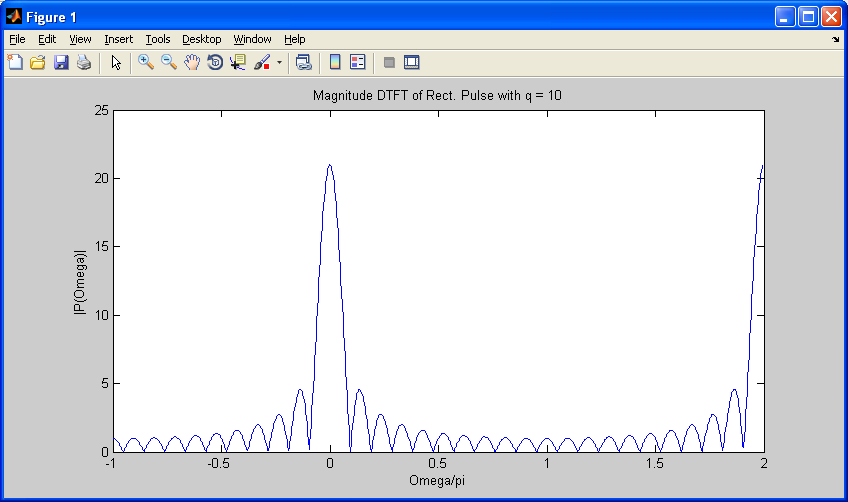 Figure 1
File Edit View Insert Tools Desktop Window Help
Magnitude DTFT of Rect. Pulse with q = 10
25
20
15
10
5
0
|P(Omega)|
-1 -0.5 0 0.5 1 1.5 2
Omega/pi